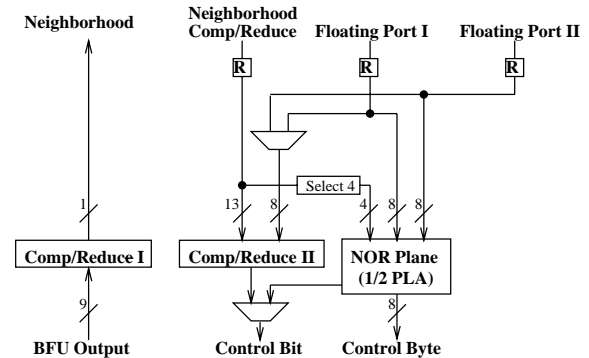 Neighborhood
Neighborhood
Comp/Reduce
Floating Port I
Floating Port II
R
R
R
Select 4
1
13
8
4
8
8
Comp/Reduce I
Comp/Reduce II
NOR Plane
(1/2 PLA)
9
8
BFU Output
Control Bit
Control Byte